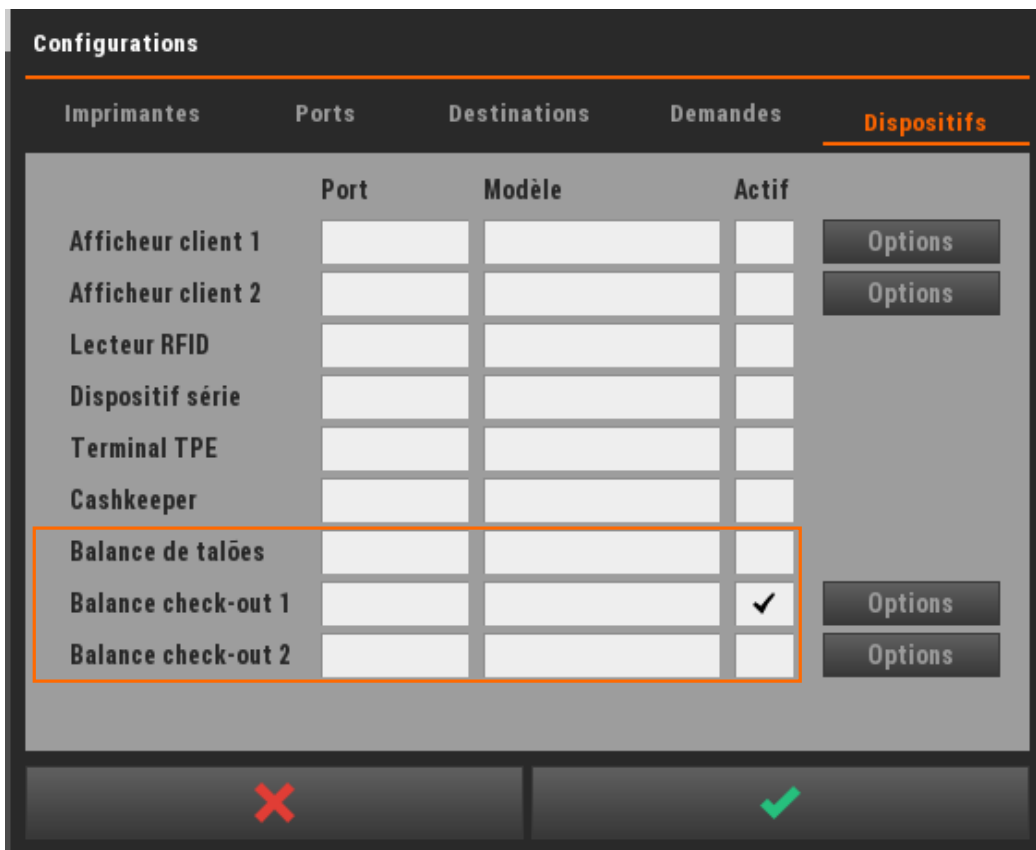 Configurations
Imprimantes Ports Destinations Demandes Dispositifs
Port Modèle Actif
Afficheur client 1 Options
Afficheur client 2 Options
Lecteur RFID
Dispositif série
Terminal TPE
Cashkeeper
Balance de talões
Balance check-out 1 Options
Balance check-out 2 Options